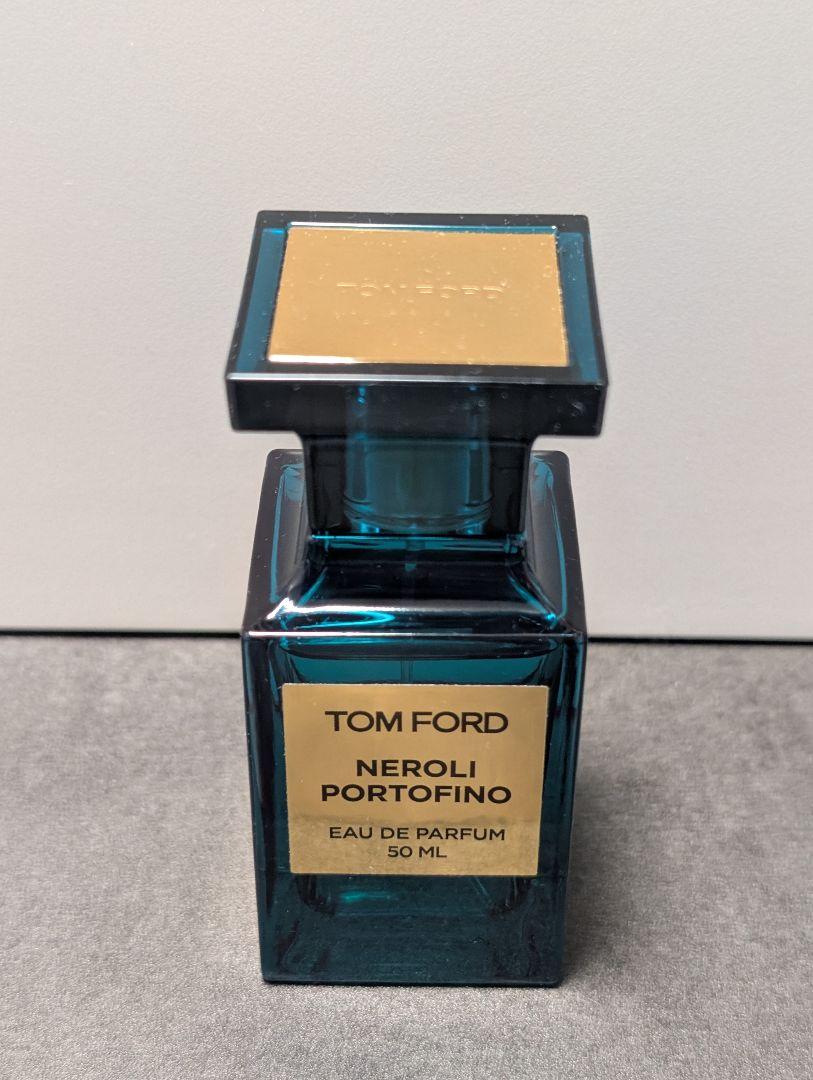 TOM FORD
TOM FORD
NEROLI
PORTOFINO
EAU DE PARFUM
50 ML